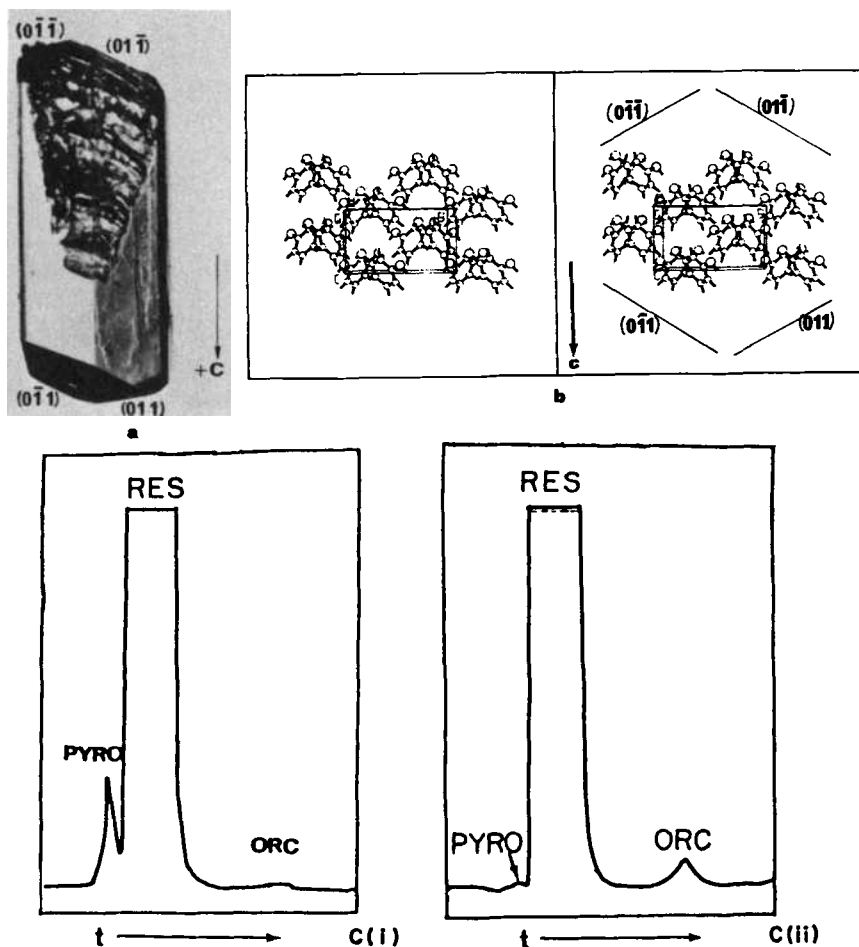 (01̄1̄)
(011̄)
+C
(01̄1)
(011)
a
(01̄1̄)
(011̄)
(01̄1)
(011)
c
b
RES
PYRO
ORC
t
C(i)
RES
PYRO
ORC
t
C(ii)